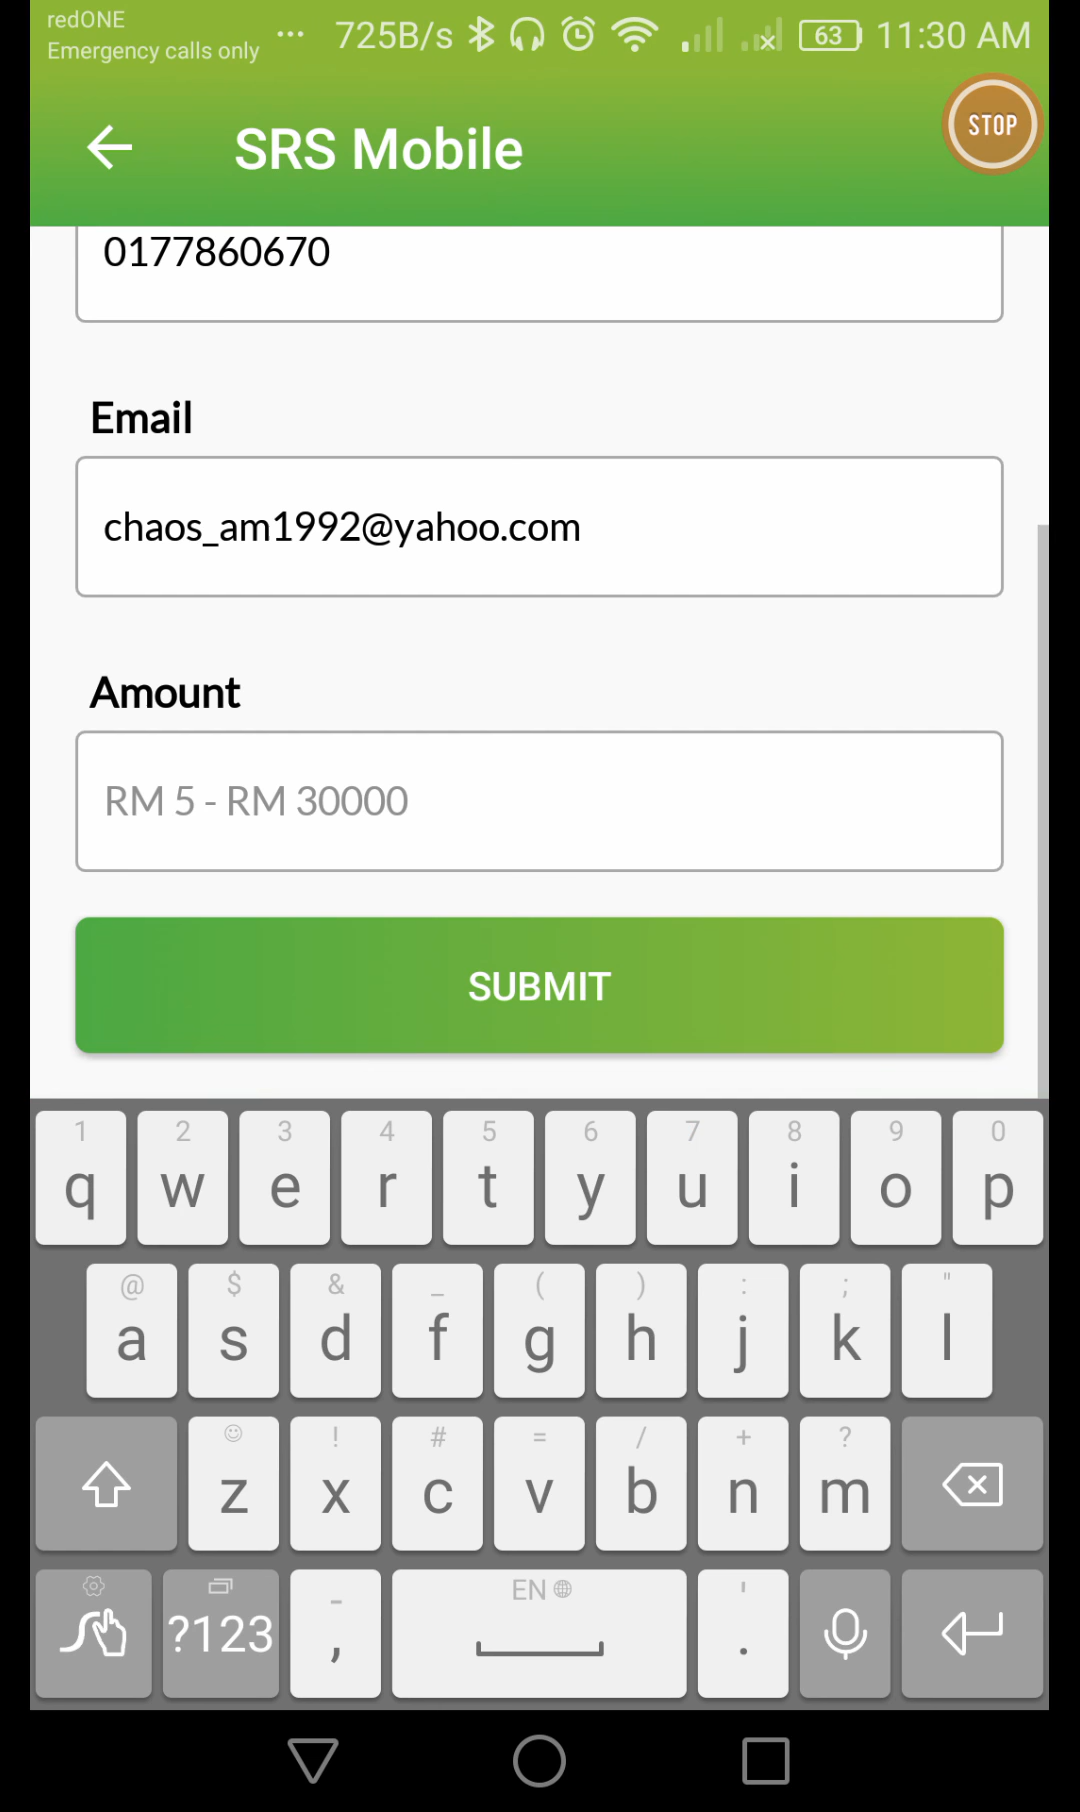 redONE
Emergency calls only
... 725B/s 63 11:30 AM
SRS Mobile
STOP
0177860670
Email
chaos_am1992@yahoo.com
Amount
RM 5 - RM 30000
SUBMIT
1 2 3 4 5 6 7 8 9 0
q w e r t y u i o p
@ $ & _ ( ) : ; "
a s d f g h j k l
! # = / + ?
z x c v b n m
- EN '
?123 , .